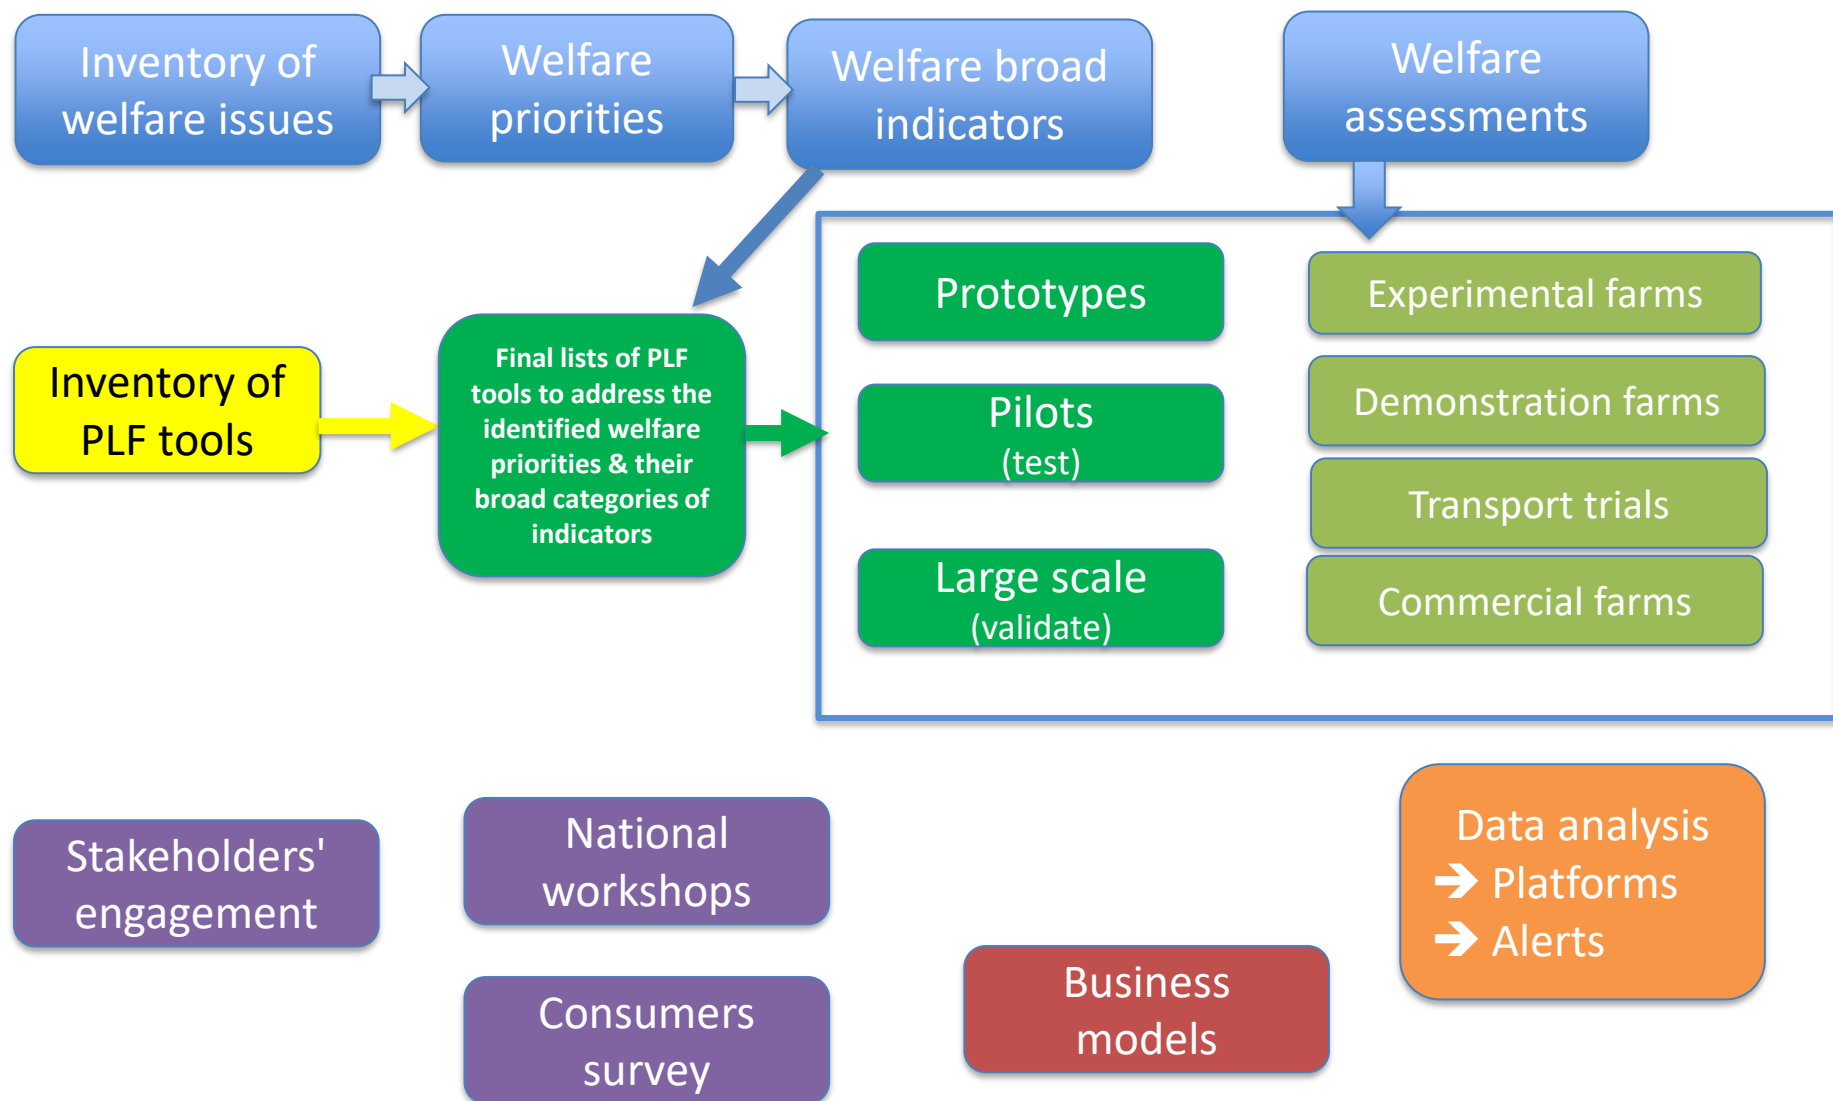 Inventory of
welfare issues
Welfare
priorities
Welfare broad
indicators
Welfare
assessments
Inventory of
PLF tools
Final lists of PLF
tools to address the
identified welfare
priorities & their
broad categories of
indicators
Prototypes
Pilots
(test)
Large scale
(validate)
Experimental farms
Demonstration farms
Transport trials
Commercial farms
Stakeholders'
engagement
National
workshops
Consumers
survey
Business
models
Data analysis
➔ Platforms
➔ Alerts